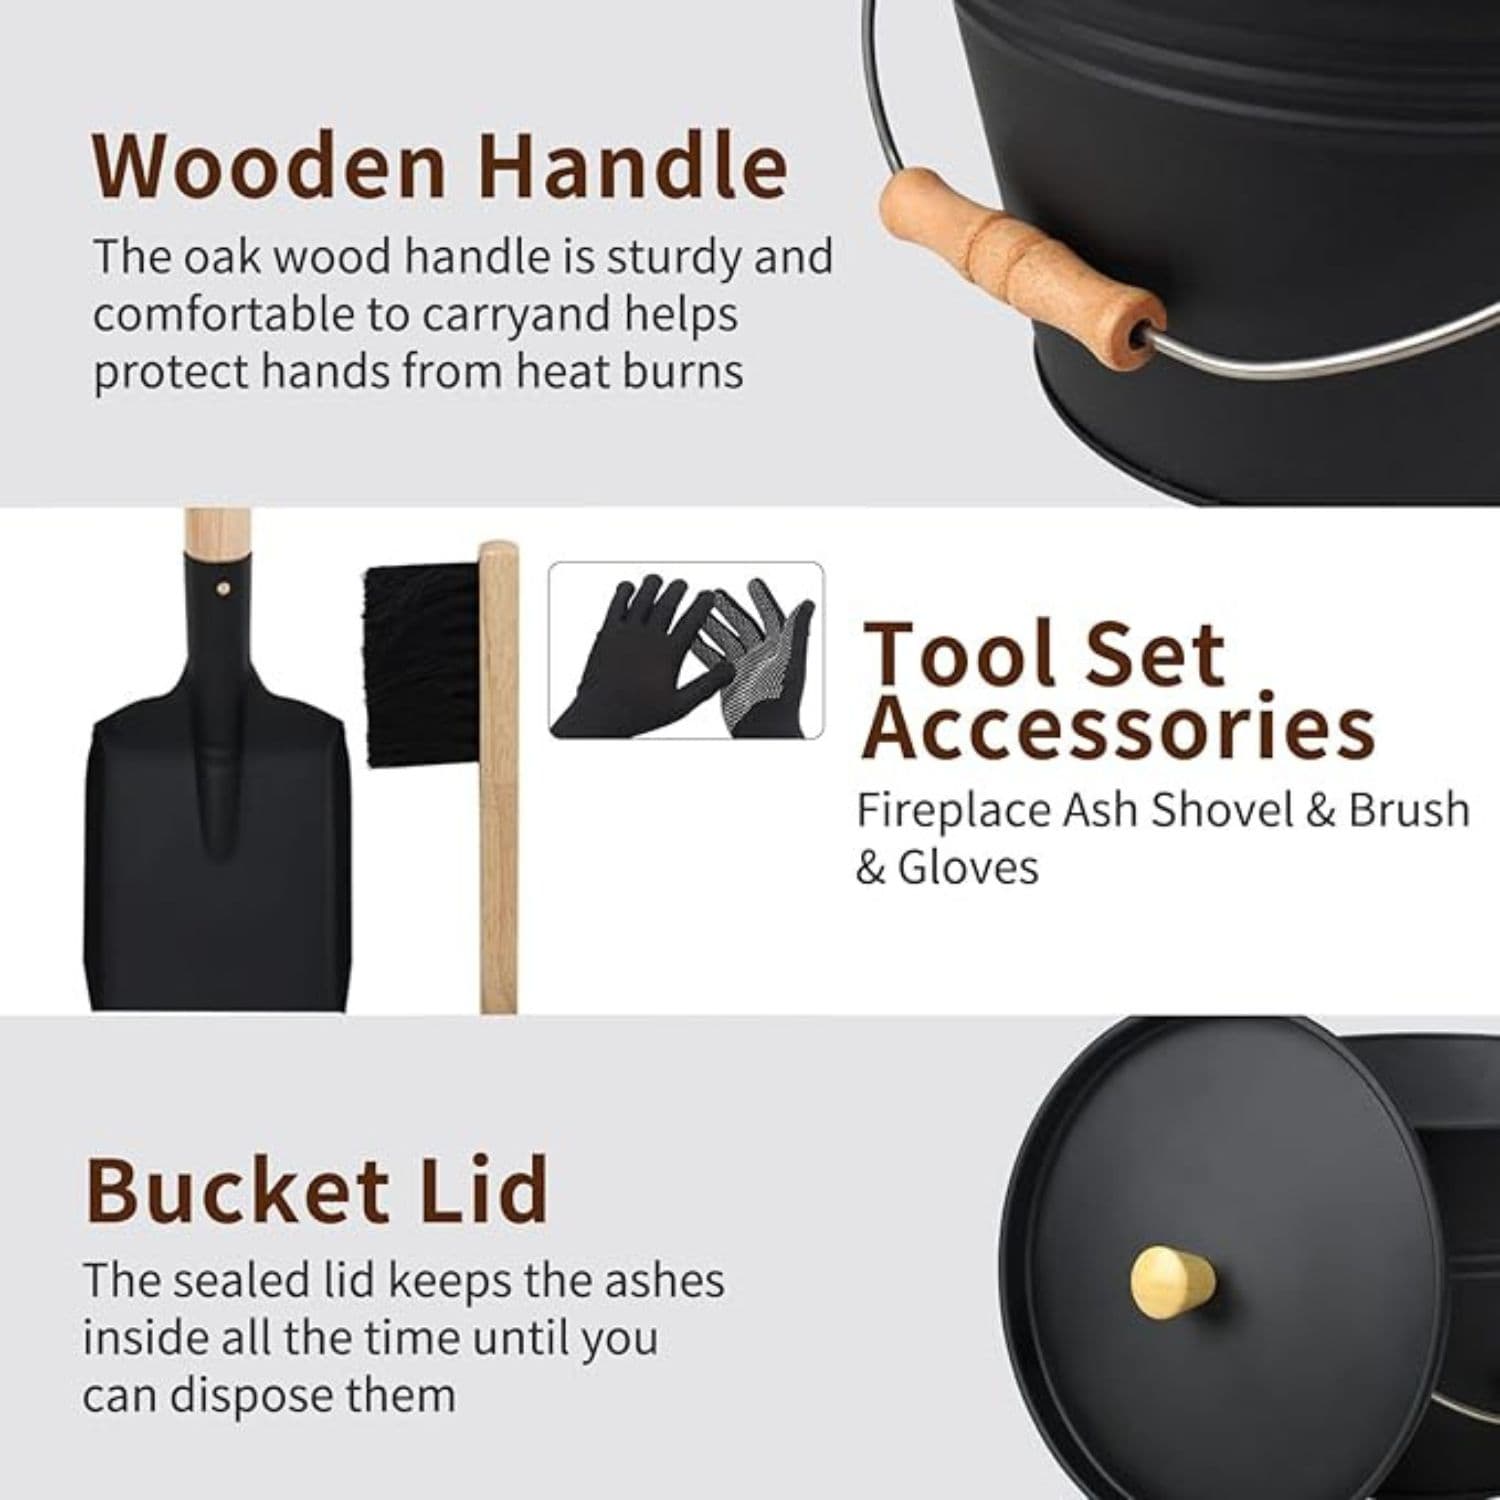 Wooden Handle
The oak wood handle is sturdy and
comfortable to carryand helps
protect hands from heat burns
Tool Set
Accessories
Fireplace Ash Shovel & Brush
& Gloves
Bucket Lid
The sealed lid keeps the ashes
inside all the time until you
can dispose them